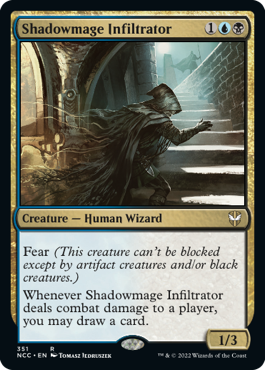 Shadowmage Infiltrator 1
Creature — Human Wizard
Fear (This creature can't be blocked
except by artifact creatures and/or black
creatures.)
Whenever Shadowmage Infiltrator
deals combat damage to a player,
you may draw a card.
1/3
351 R
NCC • EN Tomasz Jedruszek
™ & © 2022 Wizards of the Coast